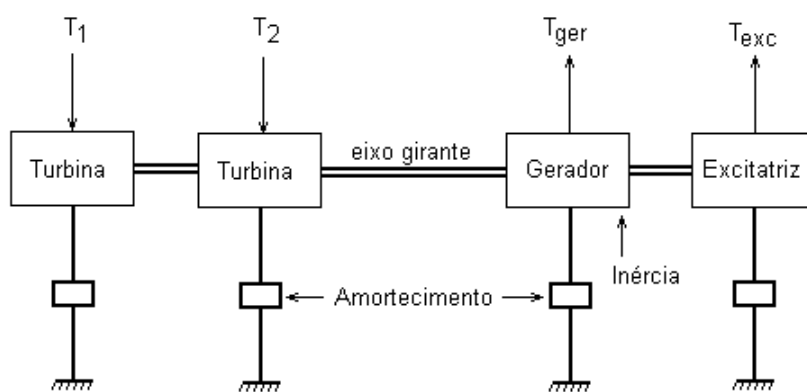 T1
T2
Tger
Texc
Turbina
Turbina
eixo girante
Gerador
Excitatriz
Inércia
Amortecimento